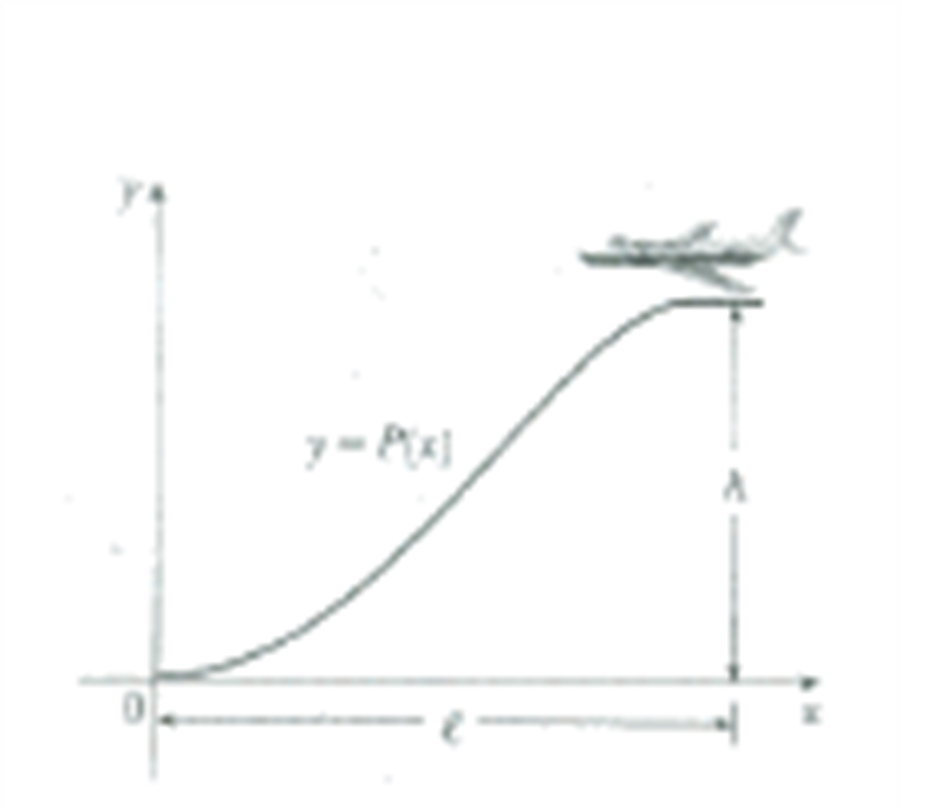 y
y = P(x)
h
0
x
ℓ